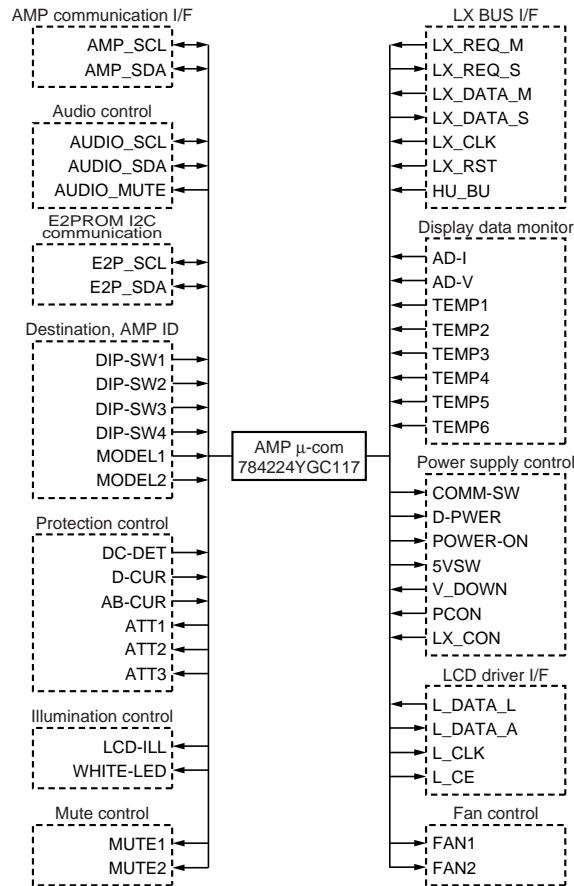 AMP communication I/F
AMP_SCL
AMP_SDA
Audio control
AUDIO_SCL
AUDIO_SDA
AUDIO_MUTE
E2PROM I2C
communication
E2P_SCL
E2P_SDA
Destination, AMP ID
DIP-SW1
DIP-SW2
DIP-SW3
DIP-SW4
MODEL1
MODEL2
Protection control
DC-DET
D-CUR
AB-CUR
ATT1
ATT2
ATT3
Illumination control
LCD-ILL
WHITE-LED
Mute control
MUTE1
MUTE2
AMP µ-com
784224YGC117
LX BUS I/F
LX_REQ_M
LX_REQ_S
LX_DATA_M
LX_DATA_S
LX_CLK
LX_RST
HU_BU
Display data monitor
AD-I
AD-V
TEMP1
TEMP2
TEMP3
TEMP4
TEMP5
TEMP6
Power supply control
COMM-SW
D-PWER
POWER-ON
5VSW
V_DOWN
PCON
LX_CON
LCD driver I/F
L_DATA_L
L_DATA_A
L_CLK
L_CE
Fan control
FAN1
FAN2